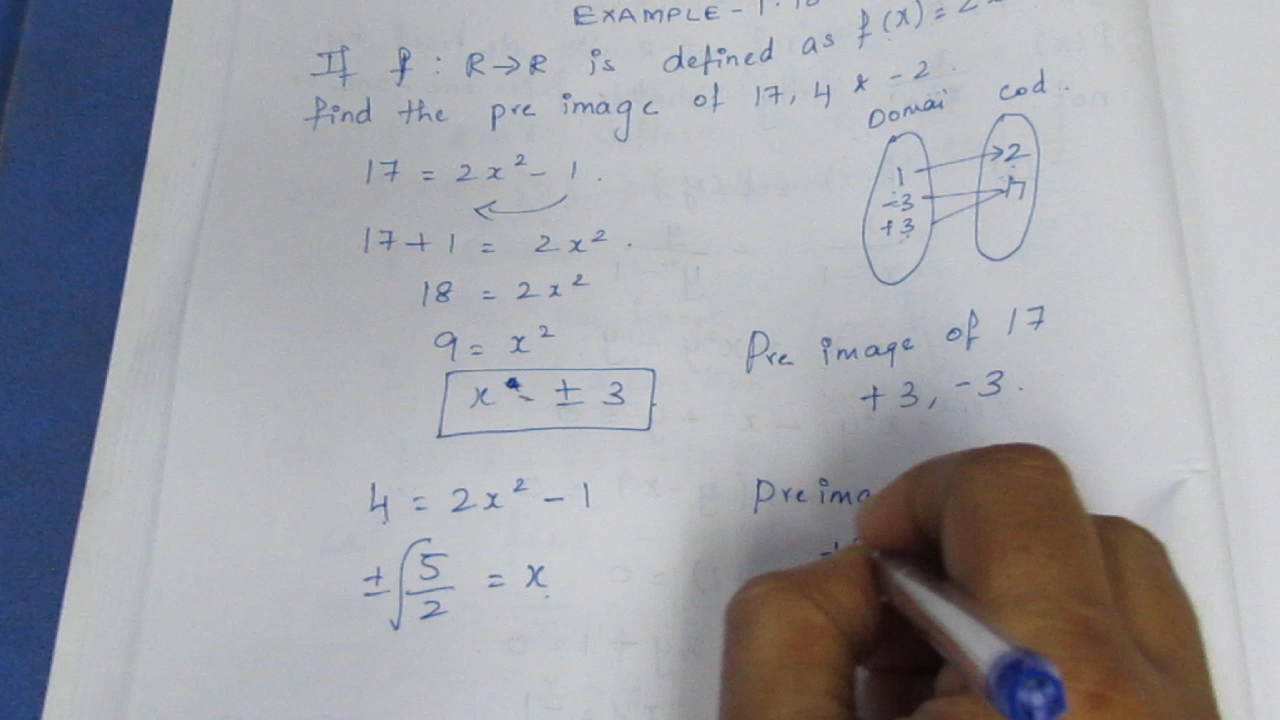 EXAMPLE - 1.
If f : R→R is defined as f(x) = 2
find the pre image of 17, 4 & - 2.
Domai cod.
17 = 2x² - 1.
1 2
-3 17
+3
17 + 1 = 2x².
18 = 2x²
9 = x²
Pre image of 17
x = ± 3
+3, -3.
4 = 2x² - 1
Pre ima
±√5/2 = x